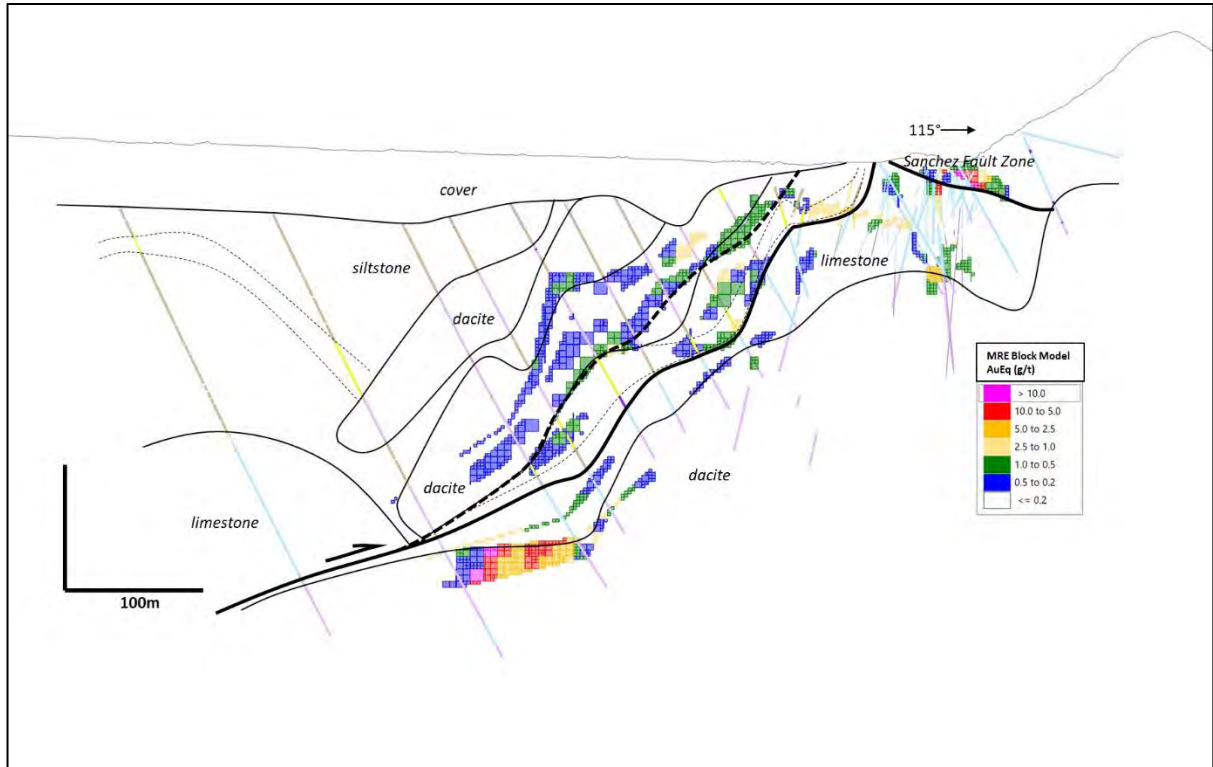 115°
Sanchez Fault Zone
cover
siltstone
limestone
dacite
MRE Block Model
AuEq (g/t)
> 10.0
10.0 to 5.0
5.0 to 2.5
2.5 to 1.0
1.0 to 0.5
0.5 to 0.2
<= 0.2
dacite
dacite
limestone
100m